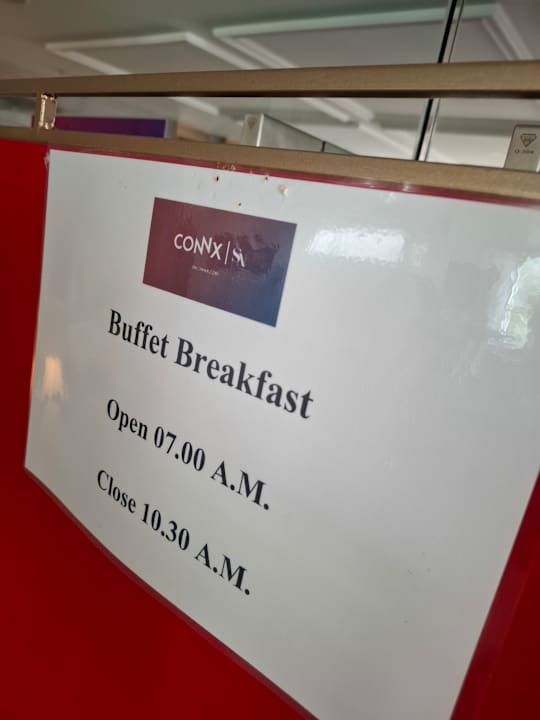 CONNX
Buffet Breakfast
Open 07.00 A.M.
Close 10.30 A.M.